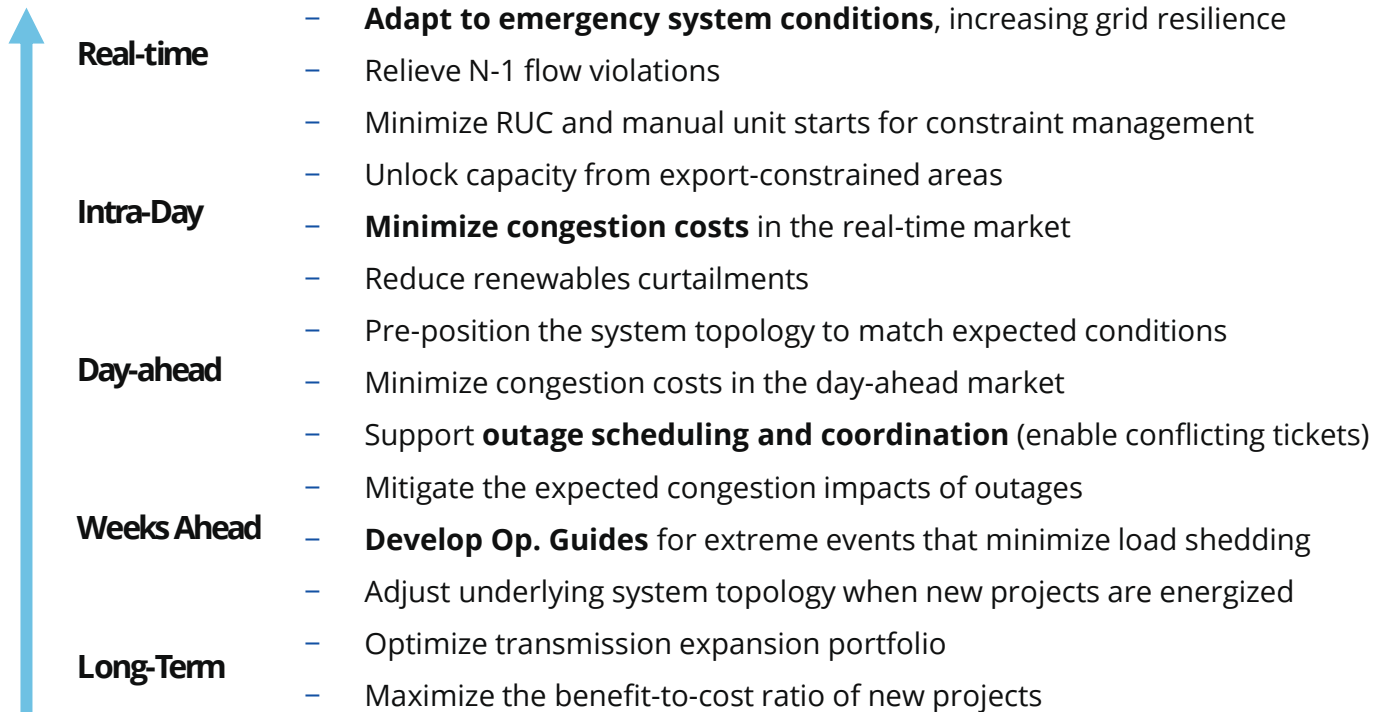 – Adapt to emergency system conditions, increasing grid resilience
Real-time
– Relieve N-1 flow violations
– Minimize RUC and manual unit starts for constraint management
– Unlock capacity from export-constrained areas
Intra-Day
– Minimize congestion costs in the real-time market
– Reduce renewables curtailments
– Pre-position the system topology to match expected conditions
Day-ahead
– Minimize congestion costs in the day-ahead market
– Support outage scheduling and coordination (enable conflicting tickets)
– Mitigate the expected congestion impacts of outages
Weeks Ahead
– Develop Op. Guides for extreme events that minimize load shedding
– Adjust underlying system topology when new projects are energized
– Optimize transmission expansion portfolio
Long-Term
– Maximize the benefit-to-cost ratio of new projects